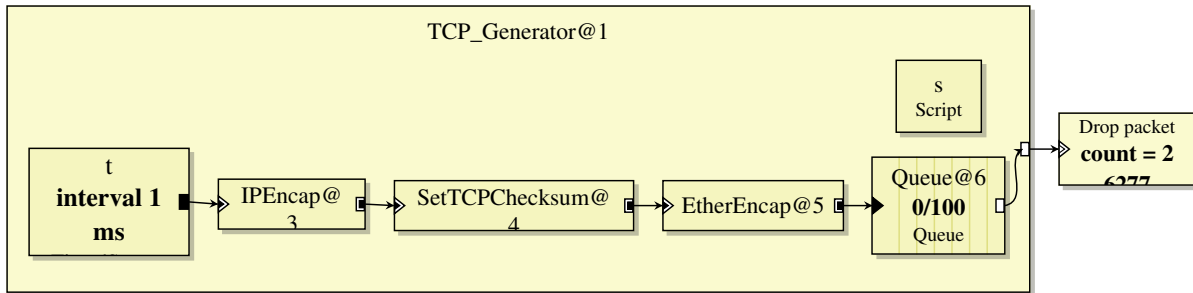 TCP_Generator@1
s
Script
Drop packet
count = 2
6277
t
interval 1
ms
IPEncap@
3
SetTCPChecksum@
4
EtherEncap@5
Queue@6
0/100
Queue